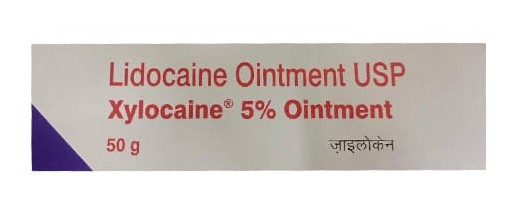 Lidocaine Ointment USP
Xylocaine® 5% Ointment
50 g
ज़ाइलोकेन